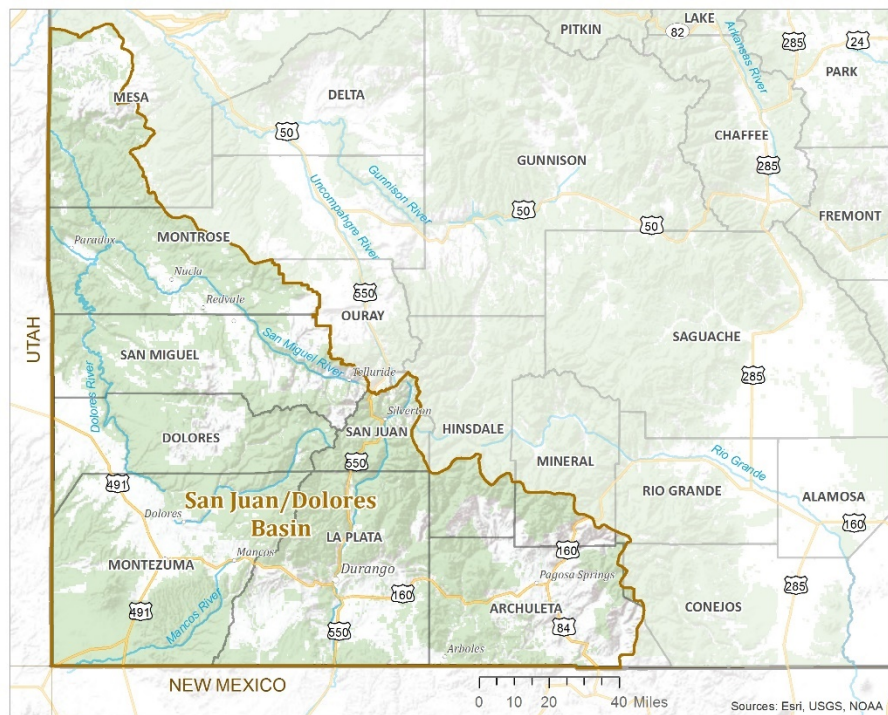 LAKE
PITKIN
82
285
24
Arkansas River
PARK
MESA
DELTA
50
CHAFFEE
GUNNISON
285
Gunnison River
Uncompahgre River
50
50
FREMONT
Paradox
MONTROSE
Nucla
Redvale
550
OURAY
SAGUACHE
UTAH
SAN MIGUEL
San Miguel River
Telluride
285
Dolores River
Silverton
DOLORES
SAN JUAN
HINSDALE
550
MINERAL
Rio Grande
491
San Juan/Dolores
Basin
RIO GRANDE
ALAMOSA
Dolores
160
LA PLATA
Mancos
160
MONTEZUMA
Durango
Pagosa Springs
160
285
CONEJOS
491
Mancos River
ARCHULETA
84
550
Arboles
NEW MEXICO
0 10 20 40 Miles
Sources: Esri, USGS, NOAA